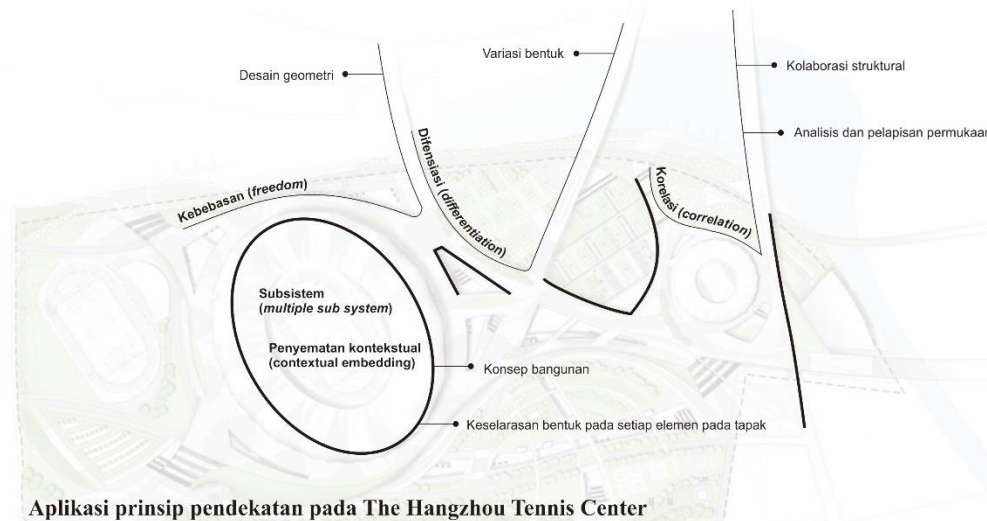 Variasi bentuk
Desain geometri
Kolaborasi struktural
Analisis dan pelapisan permukaan
Difensiasi (differentiation)
Kebebasan (freedom)
Korelasi (correlation)
Subsistem
(multiple sub system)
Penyematan kontekstual
(contextual embedding)
Konsep bangunan
Keselarasan bentuk pada setiap elemen pada tapak
Aplikasi prinsip pendekatan pada The Hangzhou Tennis Center